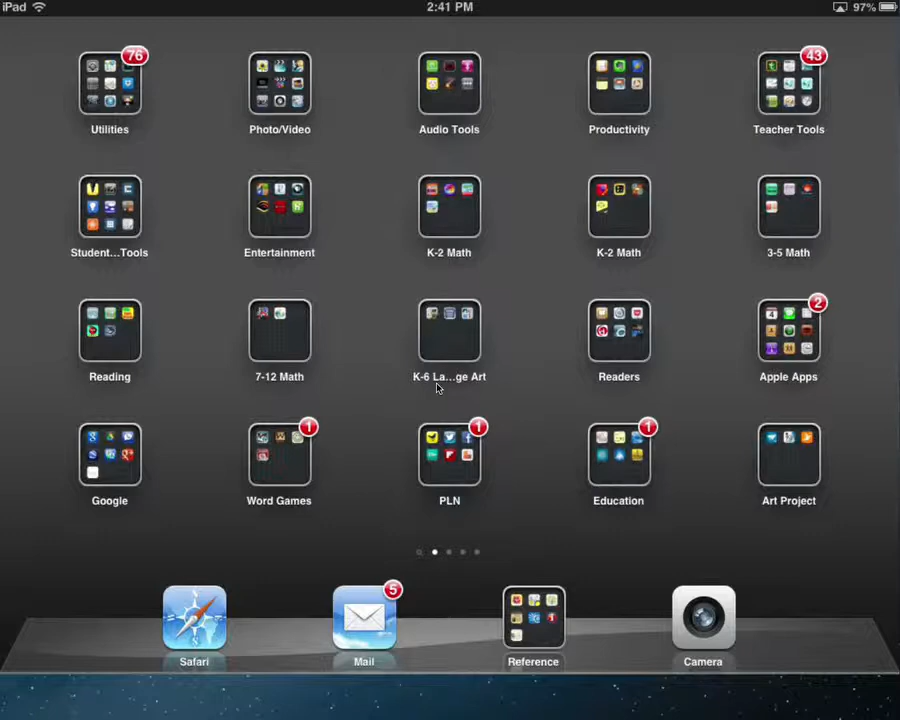 iPad 2:41 PM 97%
76 43
Utilities Photo/Video Audio Tools Productivity Teacher Tools
Student...Tools Entertainment K-2 Math K-2 Math 3-5 Math
2
Reading 7-12 Math K-6 La...ge Art Readers Apple Apps
1 1 1
Google Word Games PLN Education Art Project
5
Safari Mail Reference Camera